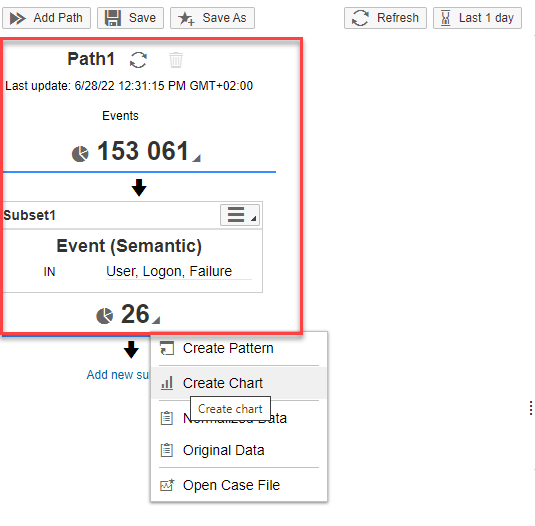 Add Path Save Save As Refresh Last 1 day
Path1
Last update: 6/28/22 12:31:15 PM GMT+02:00
Events
153 061
Subset1
Event (Semantic)
IN User, Logon, Failure
26
Add new su
Create Pattern
Create Chart
Create chart
Data
Original Data
Open Case File